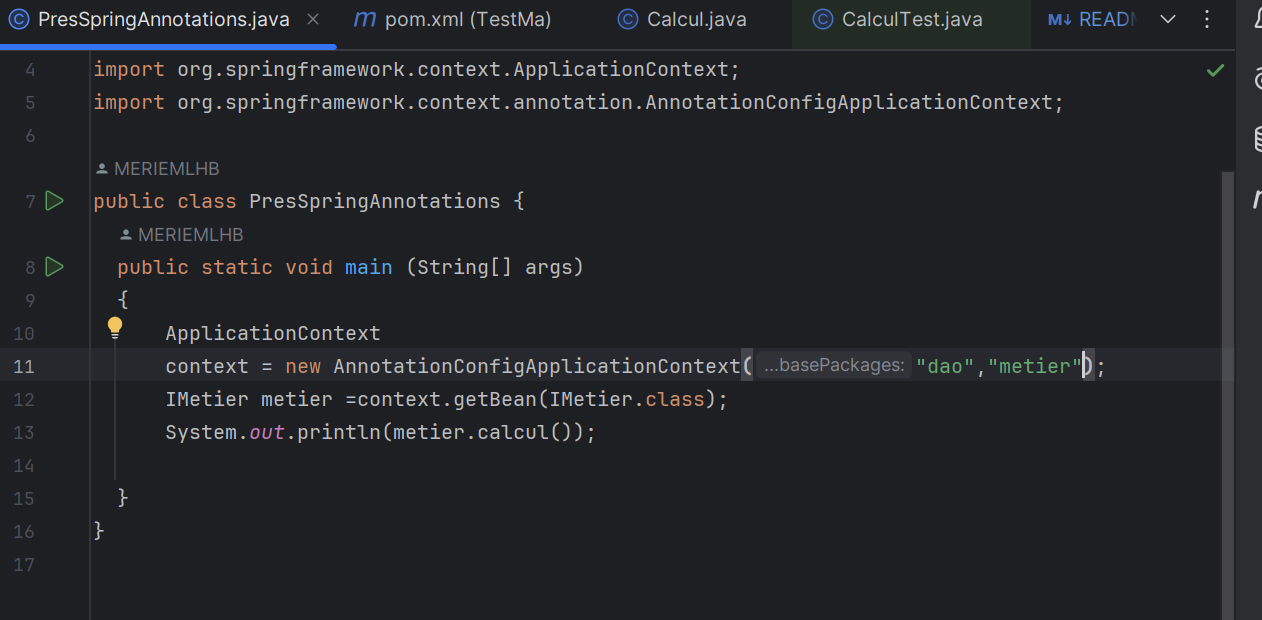 PresSpringAnnotations.java
pom.xml (TestMa)
Calcul.java
CalculTest.java
4 import org.springframework.context.ApplicationContext;
5 import org.springframework.context.annotation.AnnotationConfigApplicationContext;
6
MERIEMLHB
7 public class PresSpringAnnotations {
MERIEMLHB
8 public static void main (String[] args)
9 {
10 ApplicationContext
11 context = new AnnotationConfigApplicationContext( ...basePackages: "dao","metier");
12 IMetier metier =context.getBean(IMetier.class);
13 System.out.println(metier.calcul());
14
15 }
16 }
17